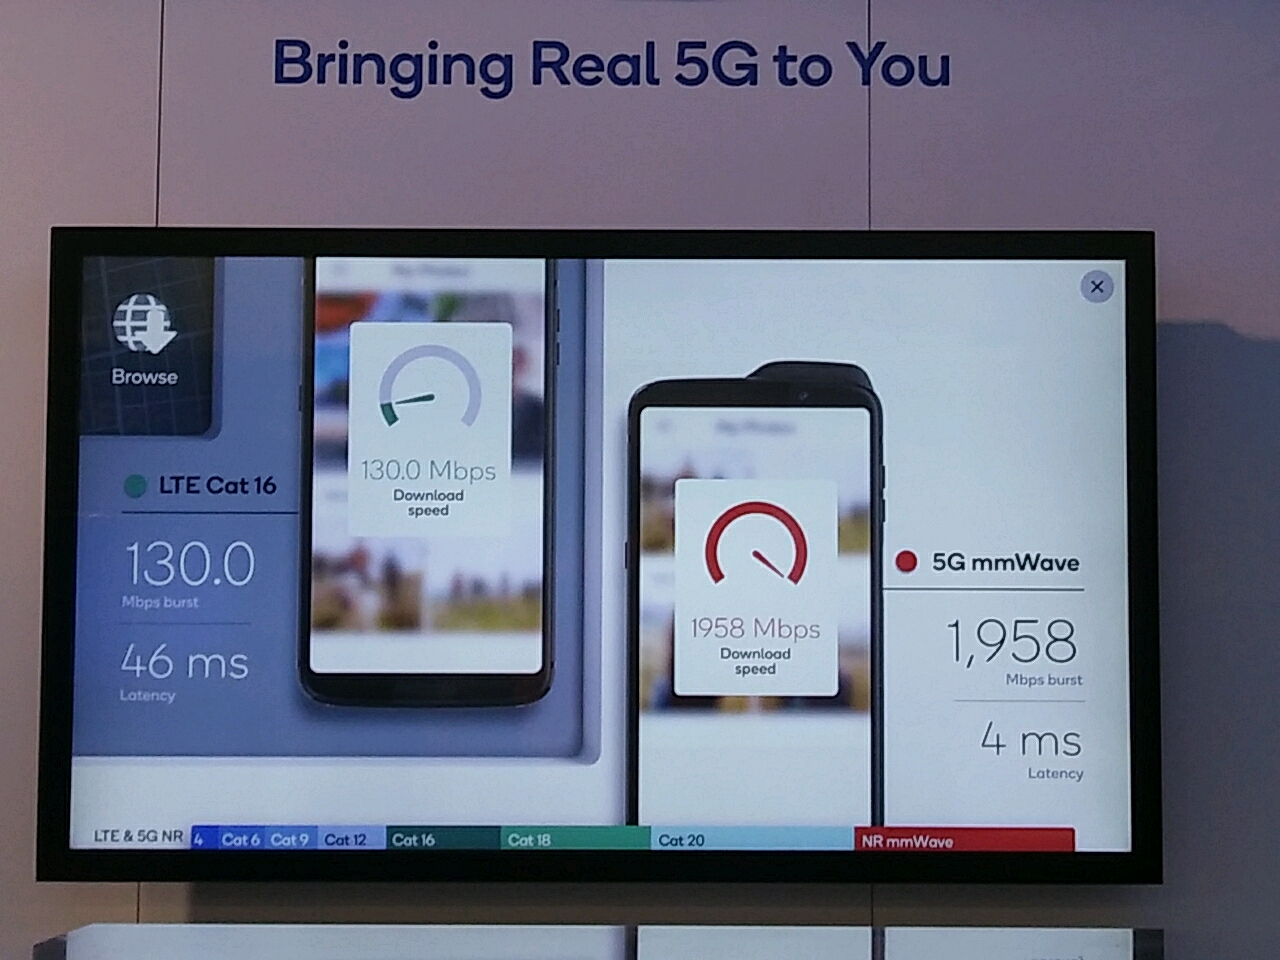 Bringing Real 5G to You
Browse
LTE Cat 16
130.0
Mbps burst
46 ms
Latency
130.0 Mbps
Download
speed
1958 Mbps
Download
speed
5G mmWave
1,958
Mbps burst
4 ms
Latency
LTE & 5G NR 4 Cat 6 Cat 9 Cat 12 Cat 16 Cat 18 Cat 20 NR mmWave